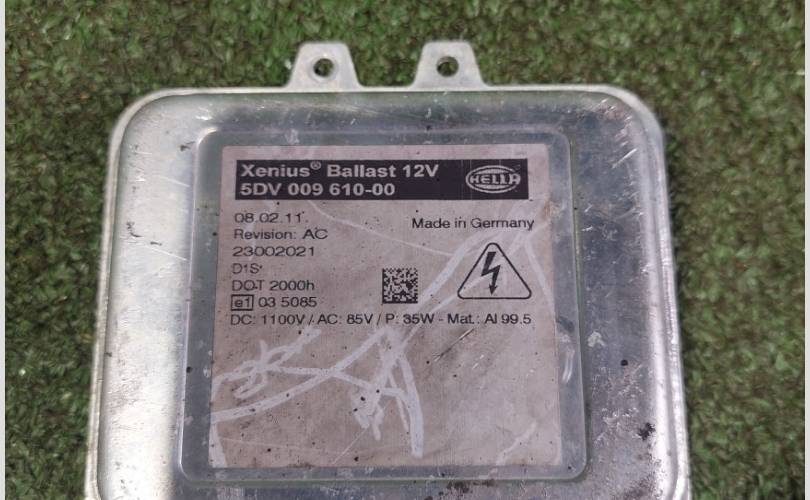 Xenius® Ballast 12V
5DV 009 610-00
HELLA
08.02.11
Made in Germany
Revision: AC
23002021
D1S
DOT 2000h
e1 03 5085
DC: 1100V / AC: 85V / P: 35W - Mat.: Al 99.5